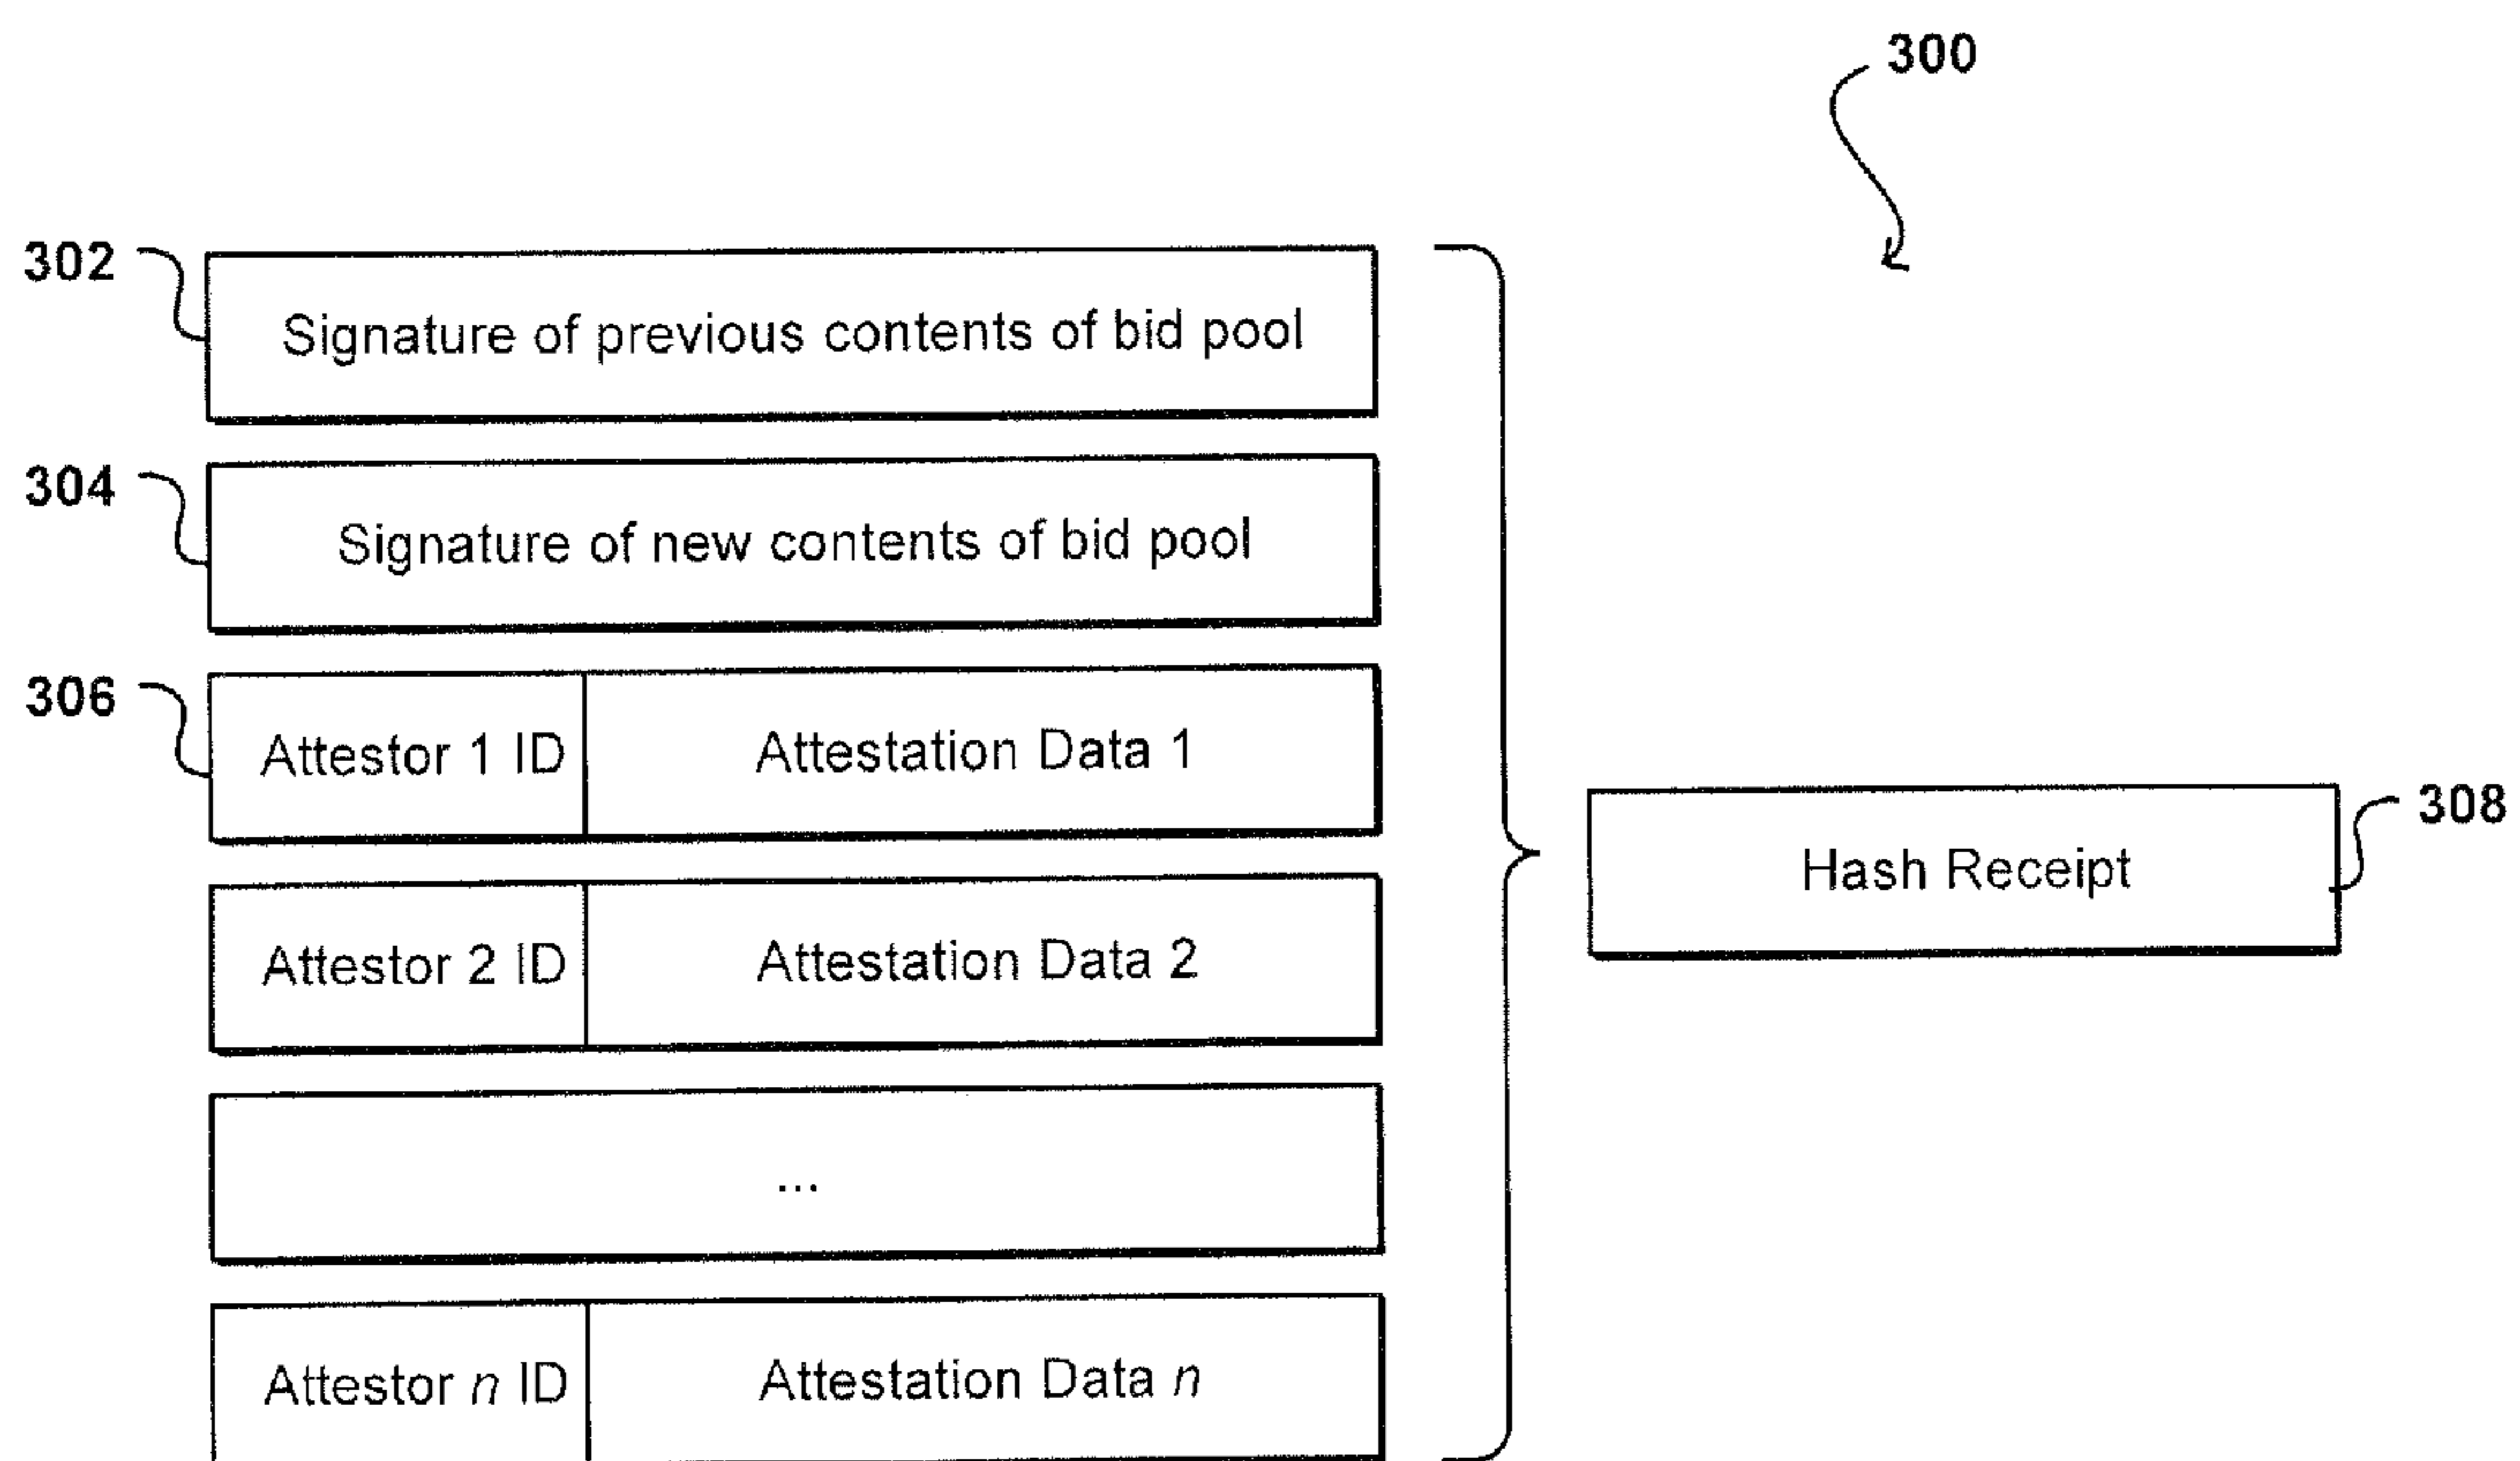 300
302
Signature of previous contents of bid pool
304
Signature of new contents of bid pool
306
Attestor 1 ID
Attestation Data 1
308
Hash Receipt
Attestor 2 ID
Attestation Data 2
...
Attestor n ID
Attestation Data n